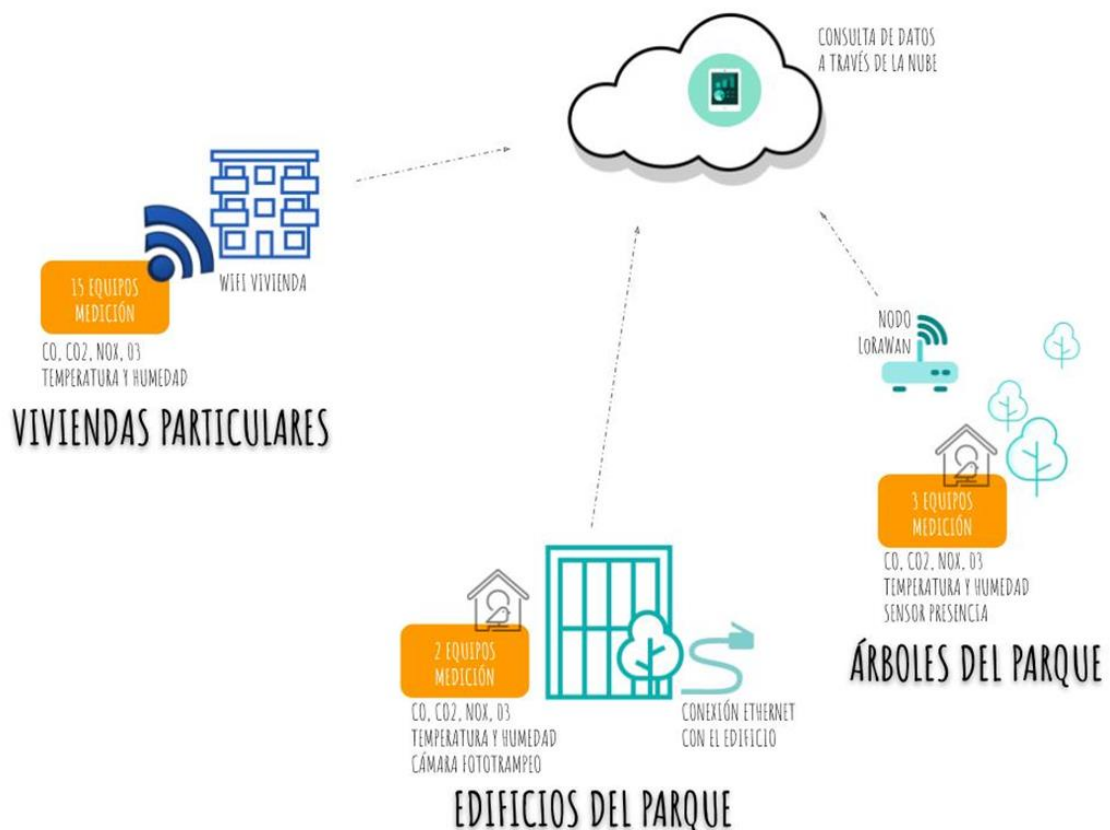 CONSULTA DE DATOS
A TRAVÉS DE LA NUBE
WIFI VIVIENDA
15 EQUIPOS
MEDICIÓN
CO, CO2, NOX, O3
TEMPERATURA Y HUMEDAD
VIVIENDAS PARTICULARES
NODO
LORAWAN
3 EQUIPOS
MEDICIÓN
CO, CO2, NOX, O3
TEMPERATURA Y HUMEDAD
SENSOR PRESENCIA
ÁRBOLES DEL PARQUE
2 EQUIPOS
MEDICIÓN
CO, CO2, NOX, O3
TEMPERATURA Y HUMEDAD
CÁMARA FOTOTRAMPEO
CONEXIÓN ETHERNET
CON EL EDIFICIO
EDIFICIOS DEL PARQUE